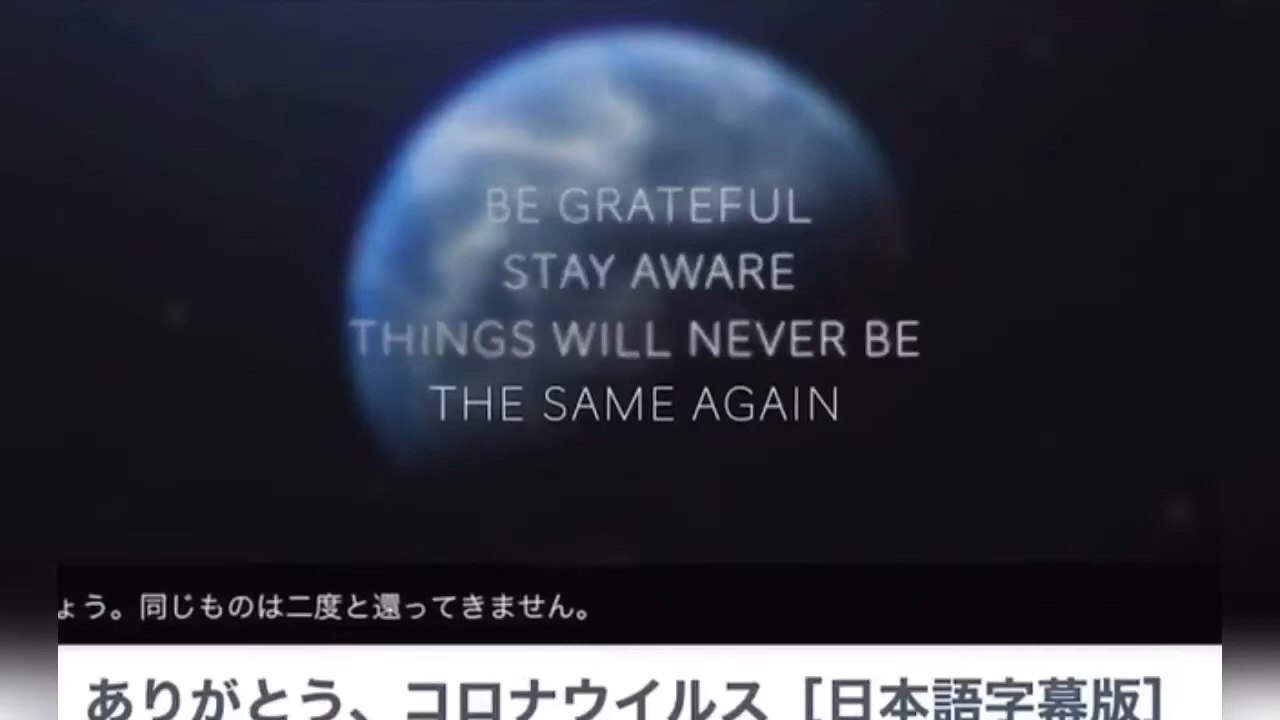 BE GRATEFUL
STAY AWARE
THINGS WILL NEVER BE
THE SAME AGAIN
ょう。同じものは二度と還ってきません。
ありがとう、コロナウイルス [日本語字幕版]